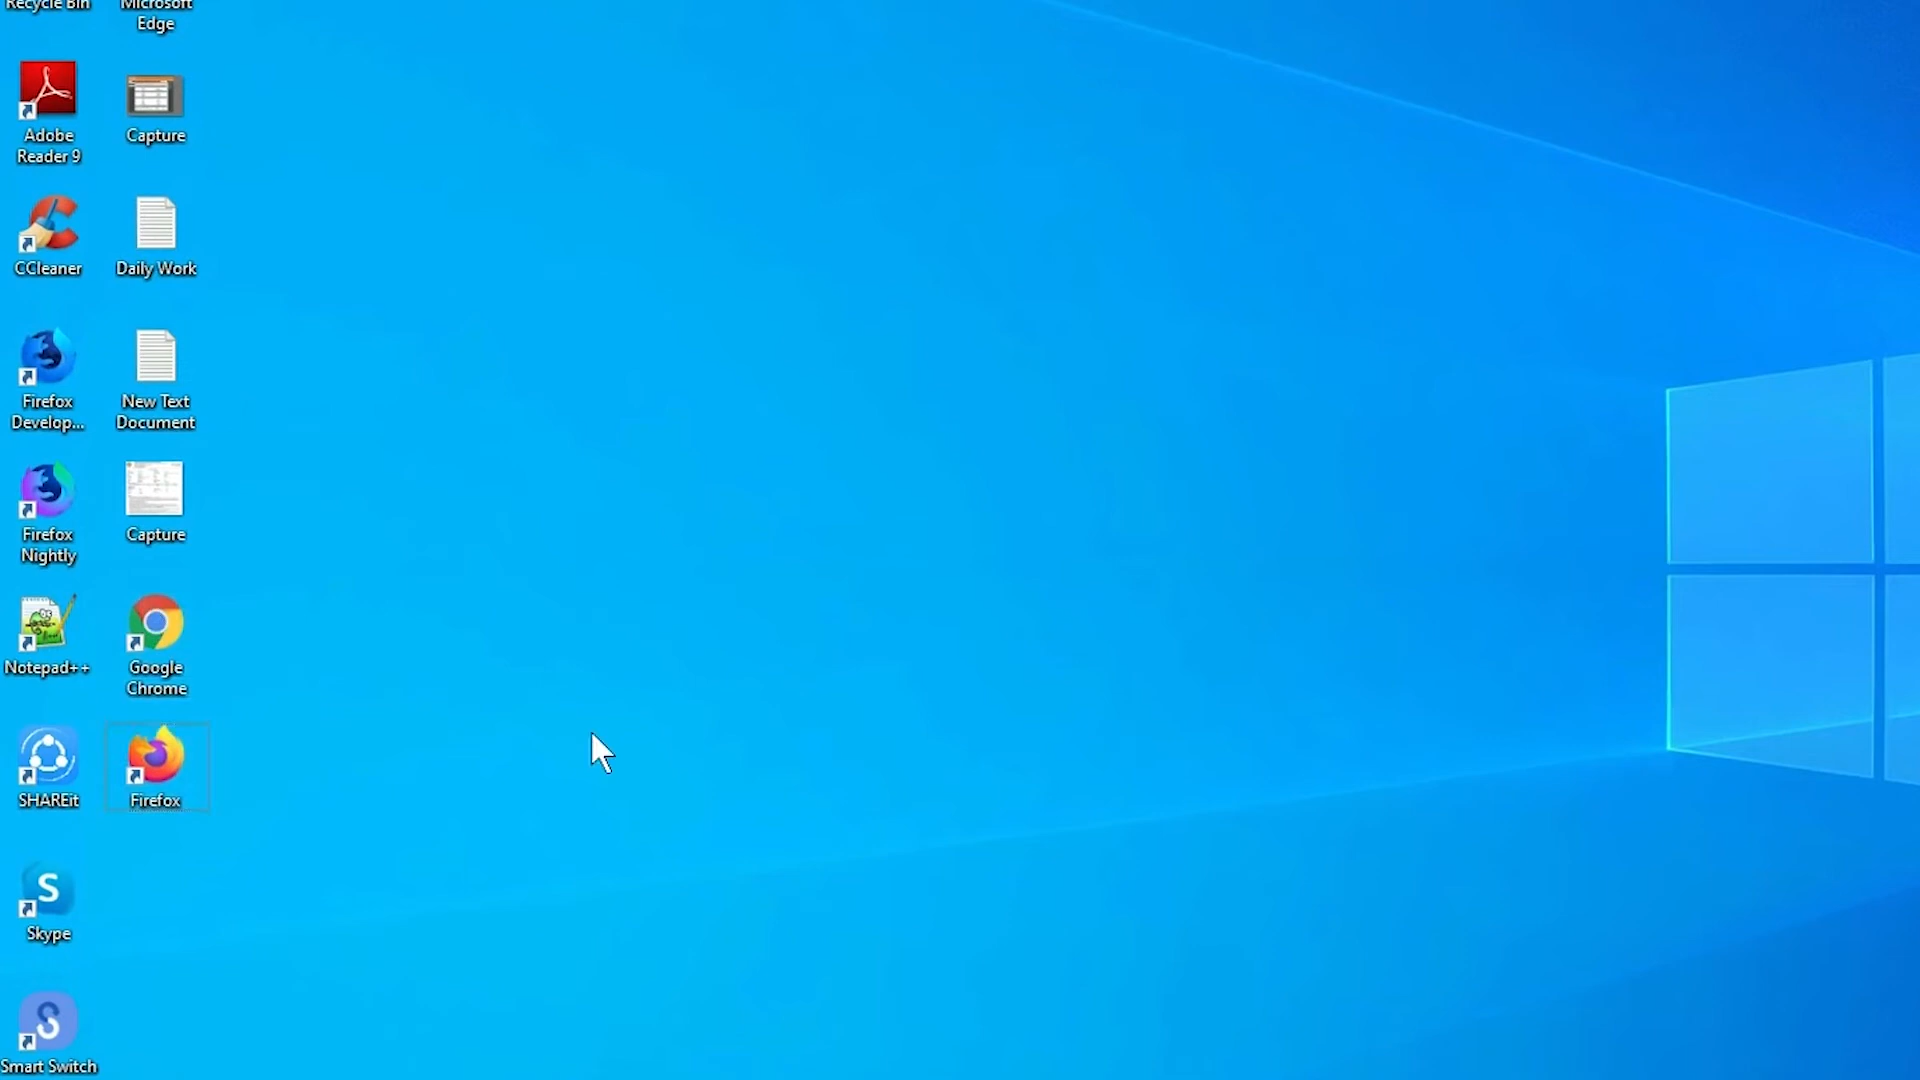 Recycle Bin
Microsoft
Edge
Adobe
Reader 9
Capture
CCleaner
Daily Work
Firefox
Develop...
New Text
Document
Firefox
Nightly
Capture
Notepad++
Google
Chrome
SHAREit
Firefox
Skype
Smart Switch